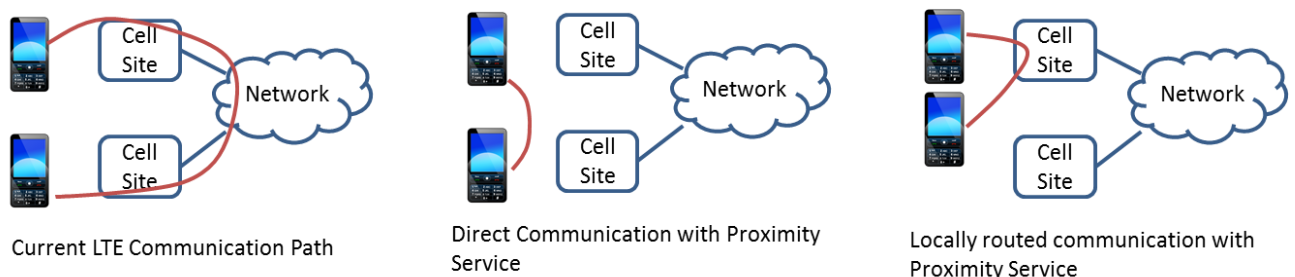 Cell
Site
Network
Cell
Site
Current LTE Communication Path
Cell
Site
Network
Cell
Site
Direct Communication with Proximity
Service
Cell
Site
Network
Cell
Site
Locally routed communication with
Proximity Service